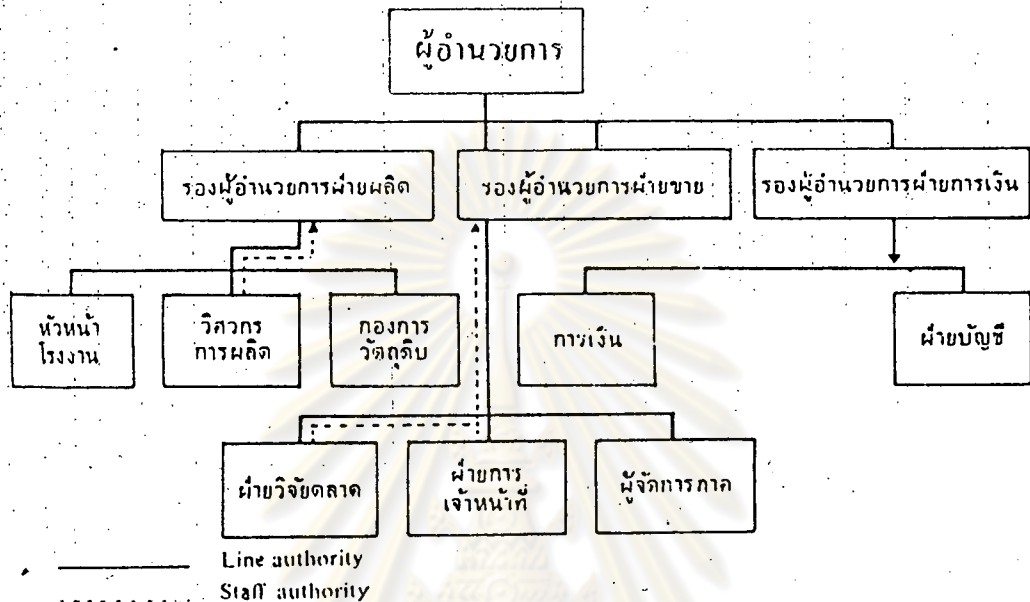 ผู้อำนวยการ
รองผู้อำนวยการฝ่ายผลิต
รองผู้อำนวยการฝ่ายขาย
รองผู้อำนวยการฝ่ายการเงิน
หัวหน้า
โรงงาน
วิศวกร
การผลิต
กองการ
วัตถุดิบ
การเงิน
ฝ่ายบัญชี
ฝ่ายวิจัยตลาด
ฝ่ายการ
เจ้าหน้าที่
ผู้จัดการภาค
Line authority
Staff authority